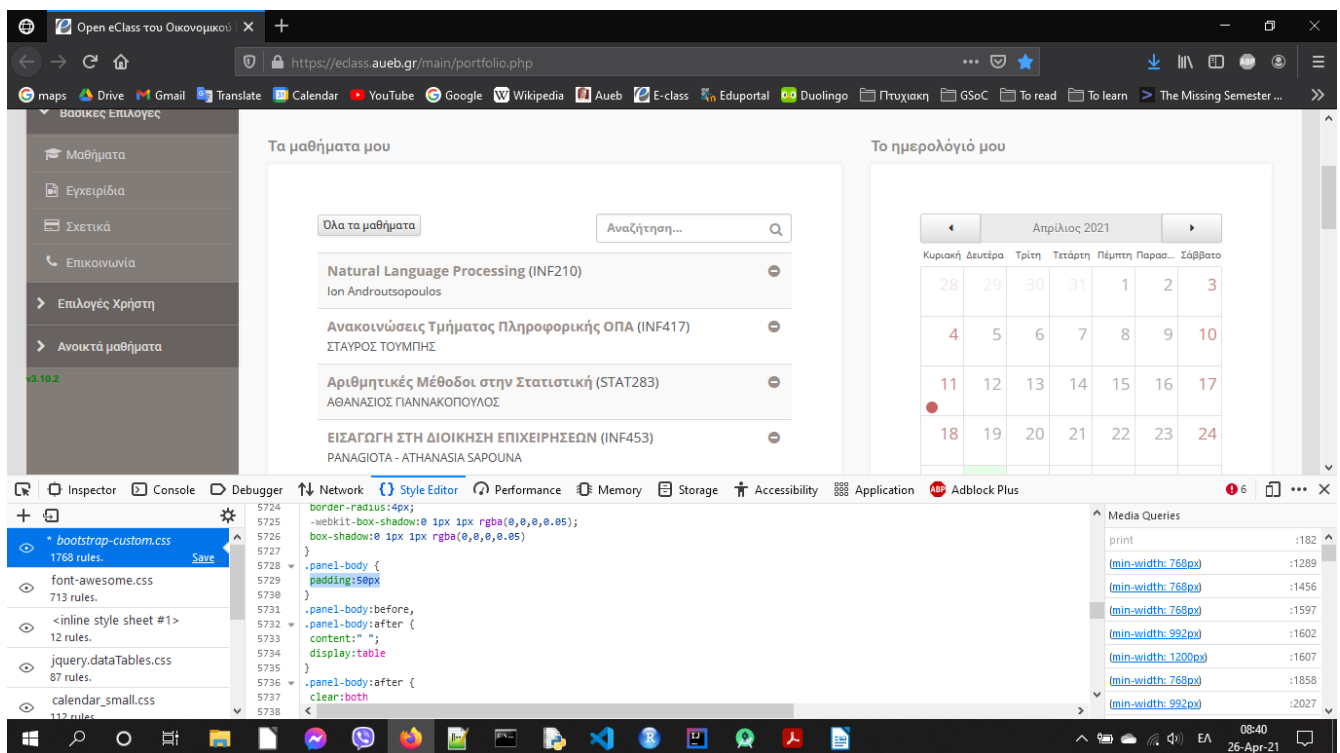 Open eClass του Οικονομικού
https://eclass.aueb.gr/main/portfolio.php
maps Drive Gmail Translate Calendar YouTube Google Wikipedia Aueb E-class Eduportal Duolingo Πτυχιακη GSoC To read To learn The Missing Semester ...
Βασικές Επιλογές
Μαθήματα
Εγχειρίδια
Σχετικά
Επικοινωνία
Επιλογές Χρήστη
Ανοικτά μαθήματα
v3.10.2
Τα μαθήματα μου
Όλα τα μαθήματα
Αναζήτηση...
Natural Language Processing (INF210)
Ion Androutsopoulos
Ανακοινώσεις Τμήματος Πληροφορικής ΟΠΑ (INF417)
ΣΤΑΥΡΟΣ ΤΟΥΜΠΗΣ
Αριθμητικές Μέθοδοι στην Στατιστική (STAT283)
ΑΘΑΝΑΣΙΟΣ ΓΙΑΝΝΑΚΟΠΟΥΛΟΣ
ΕΙΣΑΓΩΓΗ ΣΤΗ ΔΙΟΙΚΗΣΗ ΕΠΙΧΕΙΡΗΣΕΩΝ (INF453)
PANAGIOTA - ATHANASIA SAPOUNA
Το ημερολόγιό μου
Απρίλιος 2021
Κυριακή Δευτέρα Τρίτη Τετάρτη Πέμπτη Παρασ... Σάββατο
28 29 30 31 1 2 3
4 5 6 7 8 9 10
11 12 13 14 15 16 17
18 19 20 21 22 23 24
Inspector Console Debugger Network Style Editor Performance Memory Storage Accessibility Application Adblock Plus 6
* bootstrap-custom.css
1768 rules. Save
font-awesome.css
713 rules.
<inline style sheet #1>
12 rules.
jquery.dataTables.css
87 rules.
calendar_small.css
112 rules.
5724 border-radius:4px;
5725 -webkit-box-shadow:0 1px 1px rgba(0,0,0,0.05);
5726 box-shadow:0 1px 1px rgba(0,0,0,0.05)
5727 }
5728 .panel-body {
5729 padding:50px
5730 }
5731 .panel-body:before,
5732 .panel-body:after {
5733 content:" ";
5734 display:table
5735 }
5736 .panel-body:after {
5737 clear:both
5738
Media Queries
print :182
(min-width: 768px) :1289
(min-width: 768px) :1456
(min-width: 768px) :1597
(min-width: 992px) :1602
(min-width: 1200px) :1607
(min-width: 768px) :1858
(min-width: 992px) :2027
ΕΛ
08:40
26-Apr-21